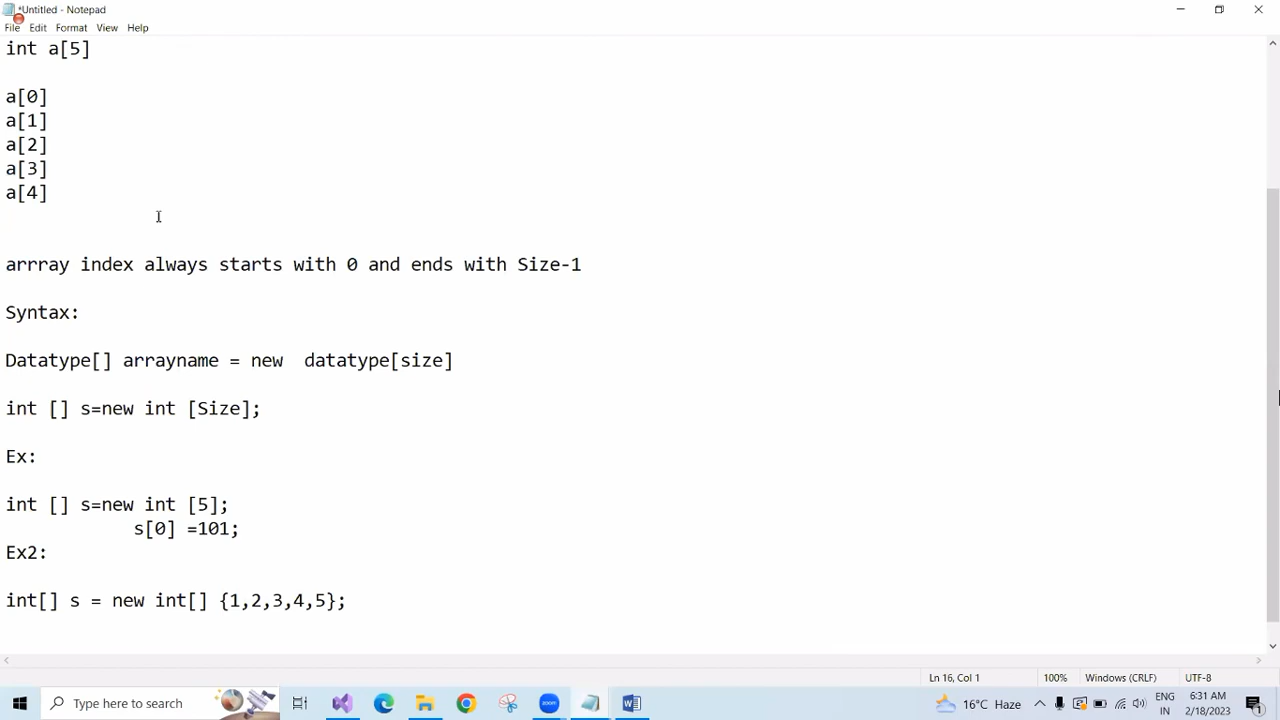 *Untitled - Notepad
File Edit Format View Help
int a[5]
a[0]
a[1]
a[2]
a[3]
a[4]
arrray index always starts with 0 and ends with Size-1
Syntax:
Datatype[] arrayname = new  datatype[size]
int [] s=new int [Size];
Ex:
int [] s=new int [5];
s[0] =101;
Ex2:
int[] s = new int[] {1,2,3,4,5};
Ln 16, Col 1 100% Windows (CRLF) UTF-8
Type here to search zoom 16°C Haze ENG 6:31 AM
IN 2/18/2023 1